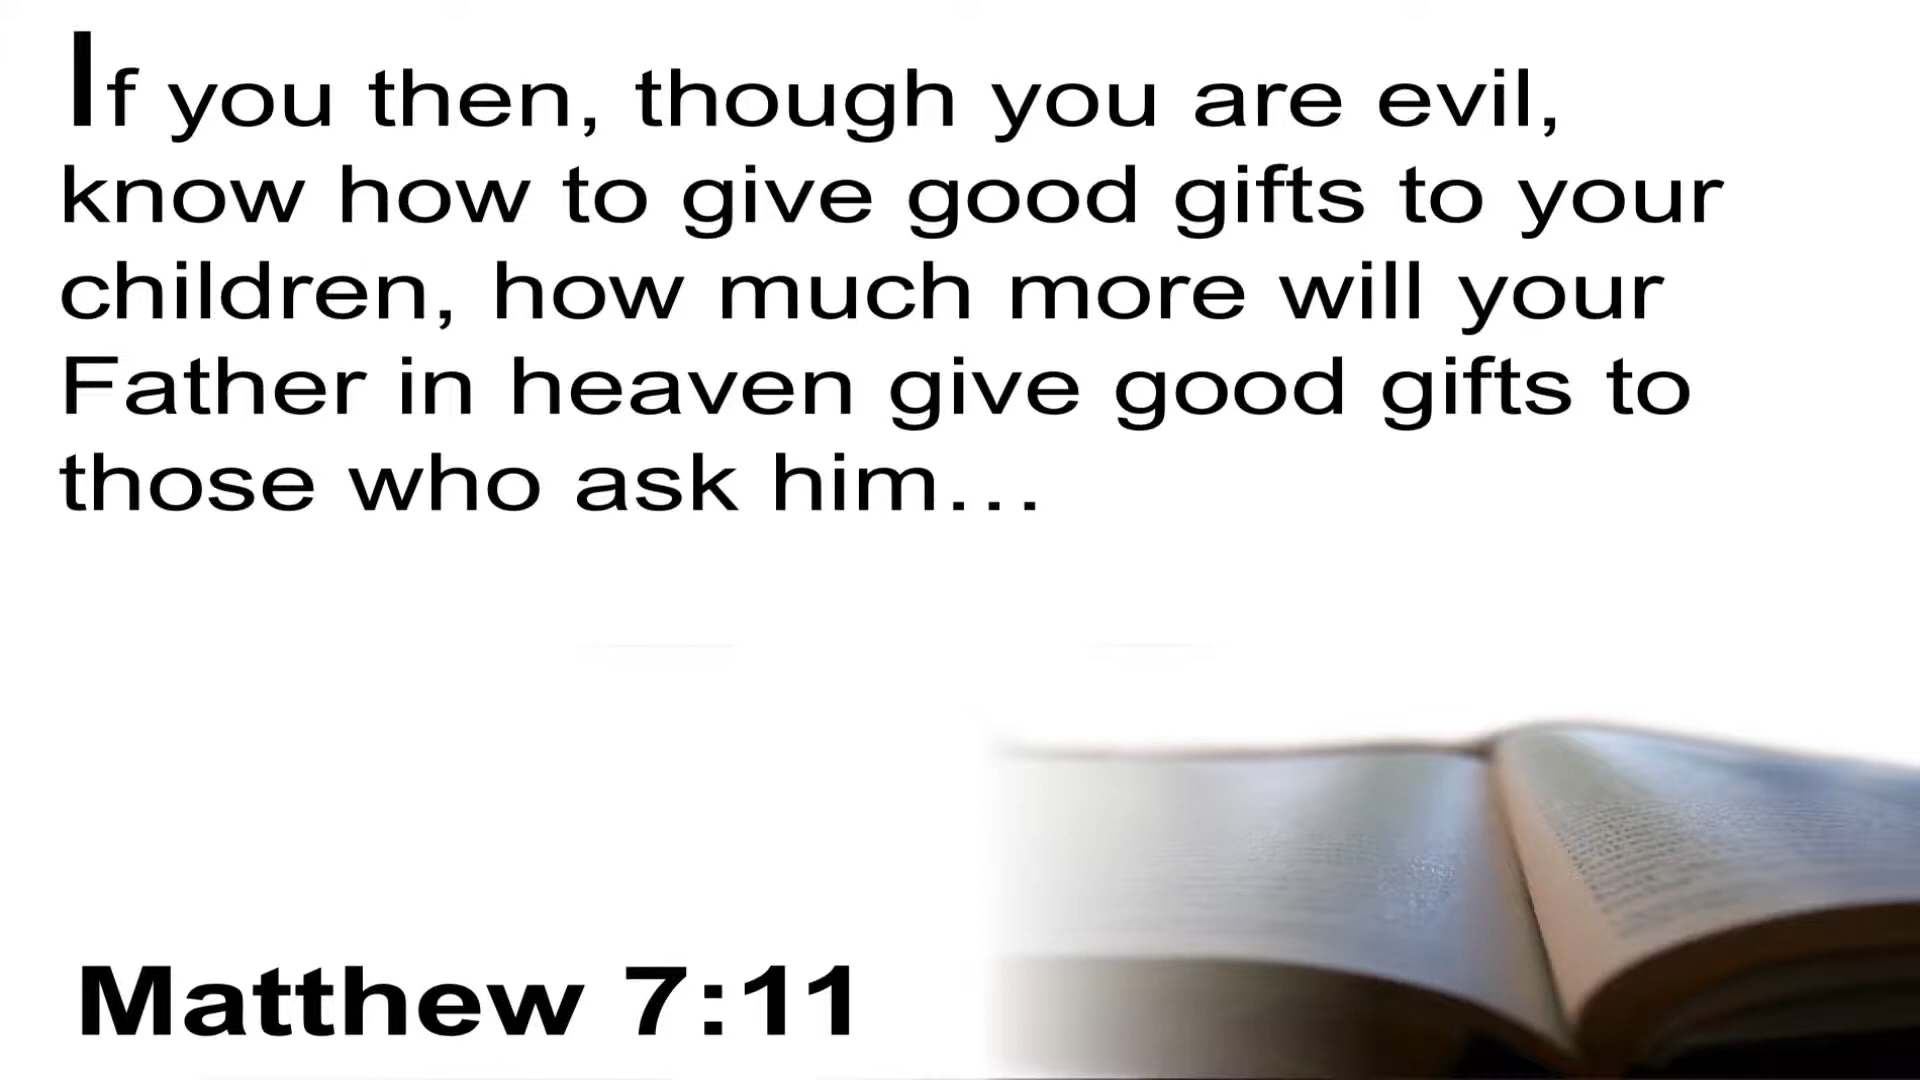 If you then, though you are evil,
know how to give good gifts to your
children, how much more will your
Father in heaven give good gifts to
those who ask him…
Matthew 7:11